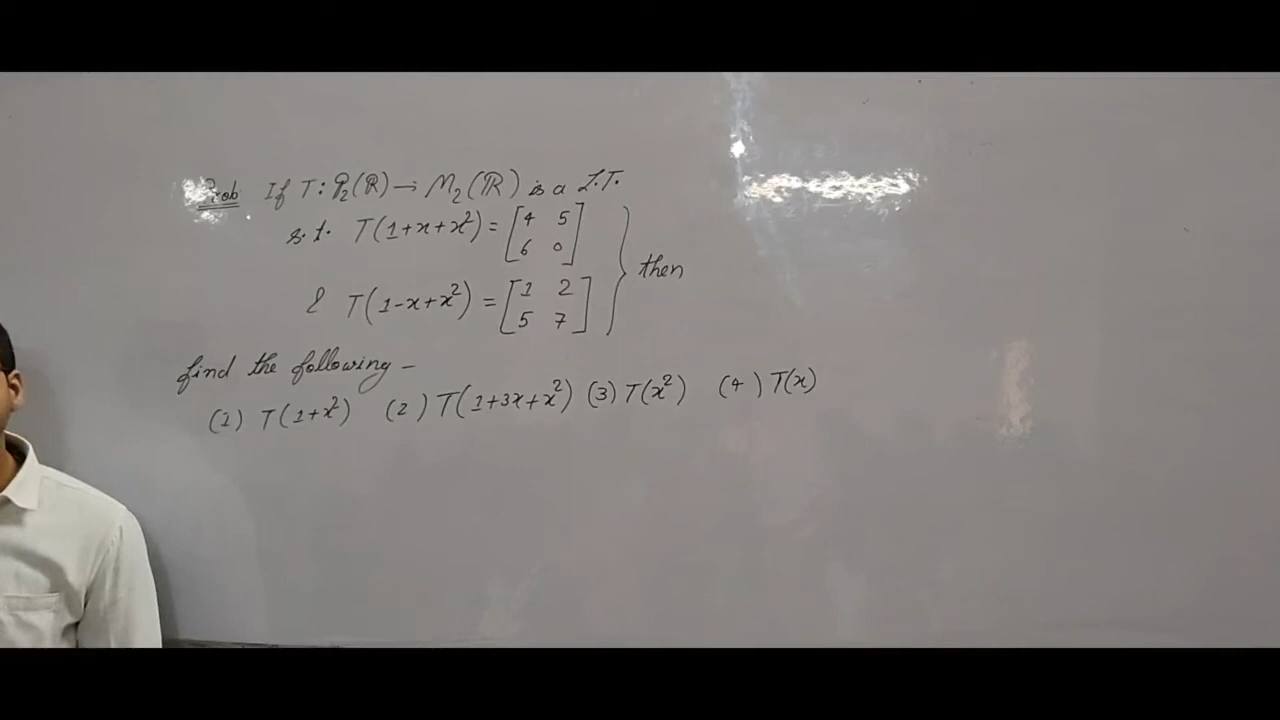 Prob If T: P₂(ℝ) → M₂(ℝ) is a L.T.
s.t. T(1+x+x²) = [4 5
6 0]
& T(1-x+x²) = [1 2
5 7] } then
find the following –
(1) T(1+x²) (2) T(1+3x+x²) (3) T(x²) (4) T(x)